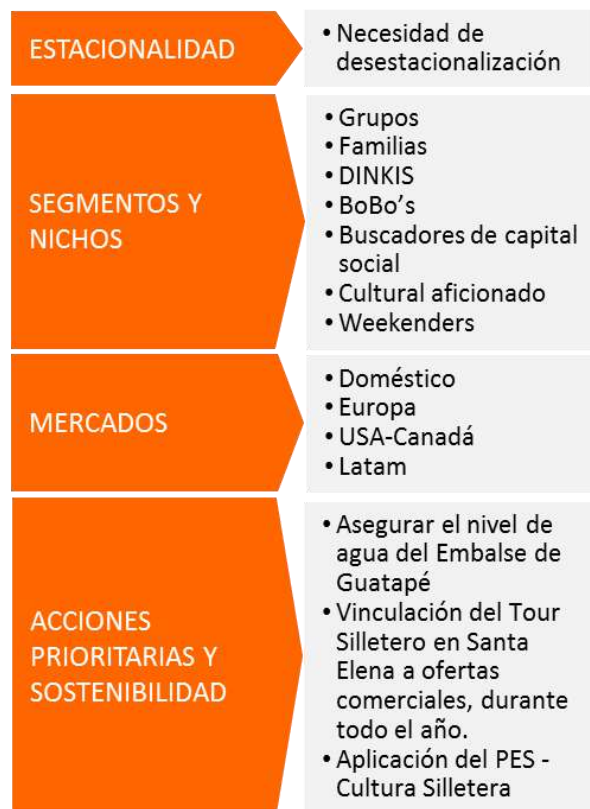 ESTACIONALIDAD
• Necesidad de
desestacionalización
SEGMENTOS Y
NICHOS
• Grupos
• Familias
• DINKIS
• BoBo’s
• Buscadores de capital
social
• Cultural aficionado
• Weekenders
MERCADOS
• Doméstico
• Europa
• USA-Canadá
• Latam
ACCIONES
PRIORITARIAS Y
SOSTENIBILIDAD
• Asegurar el nivel de
agua del Embalse de
Guatapé
• Vinculación del Tour
Silletero en Santa
Elena a ofertas
comerciales, durante
todo el año.
• Aplicación del PES -
Cultura Silletera